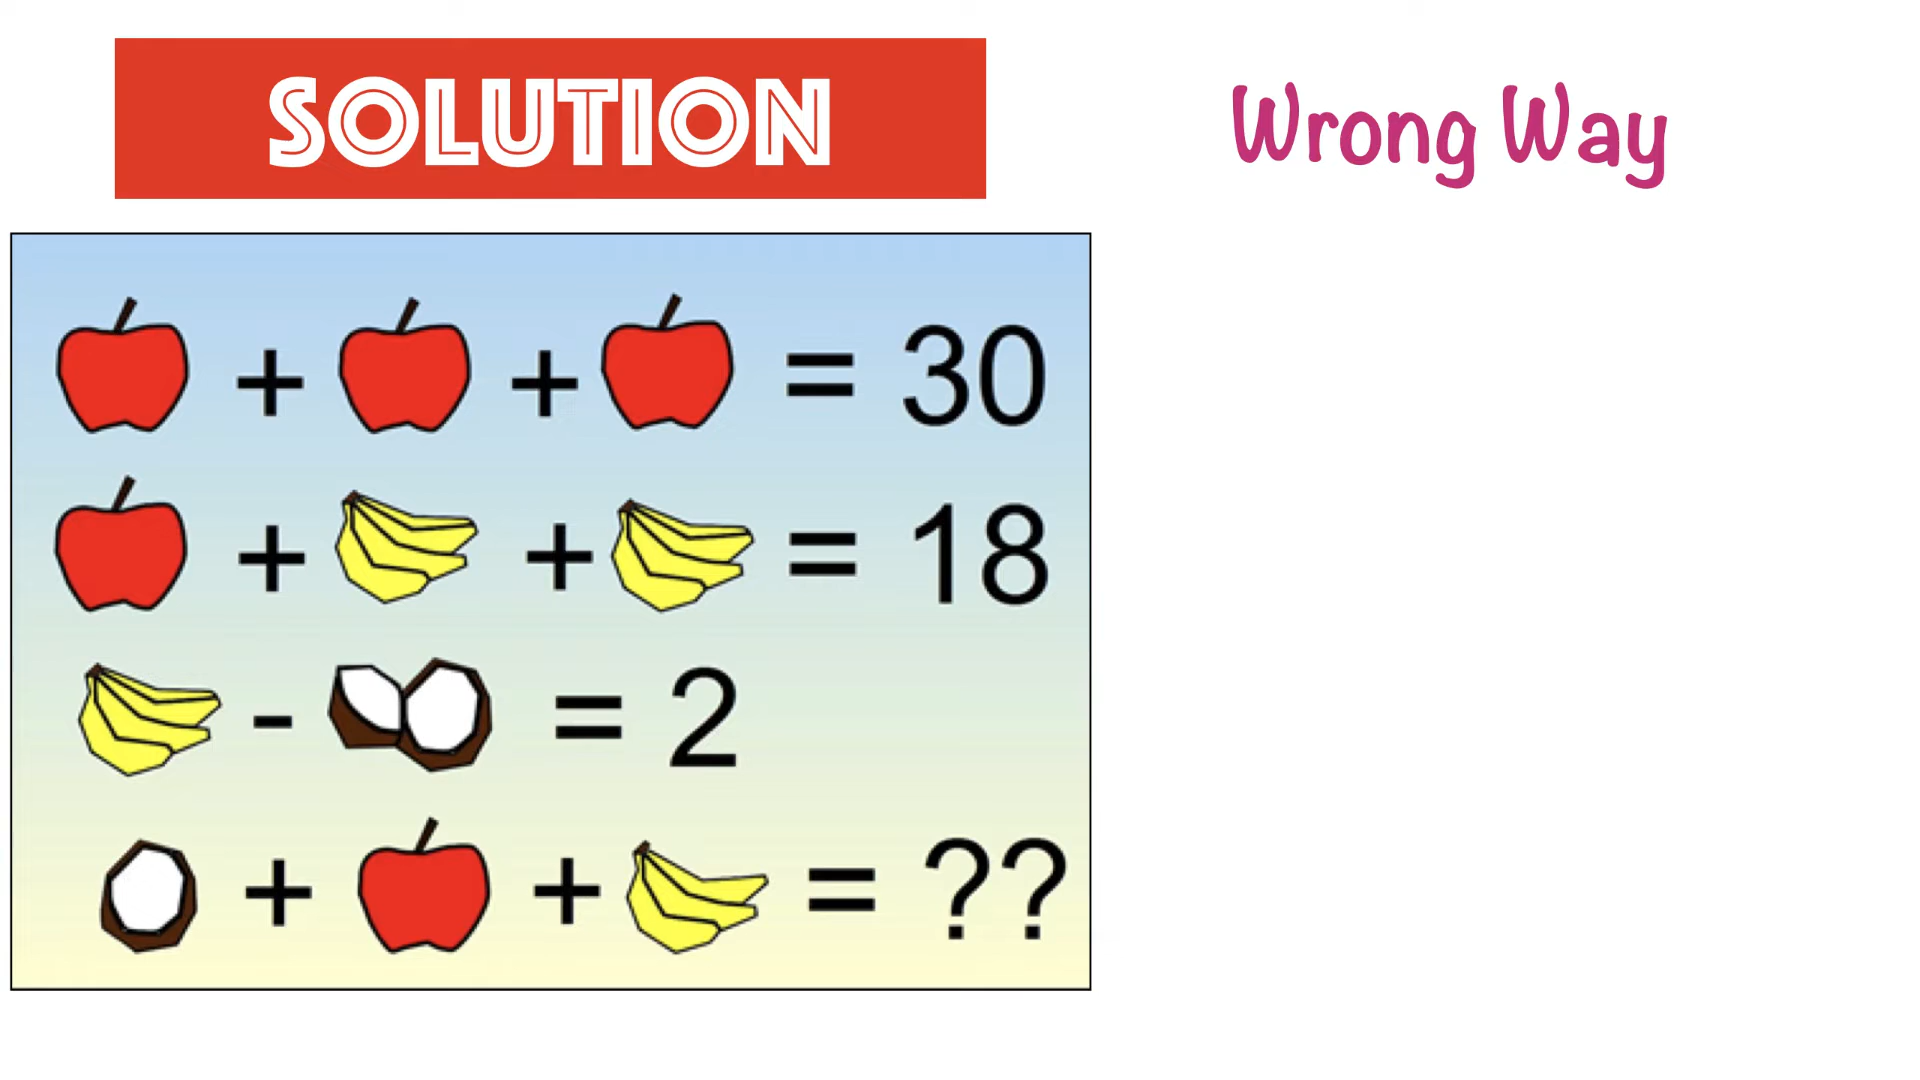 SOLUTION
Wrong Way
+ + = 30
+ + = 18
- = 2
+ + = ??